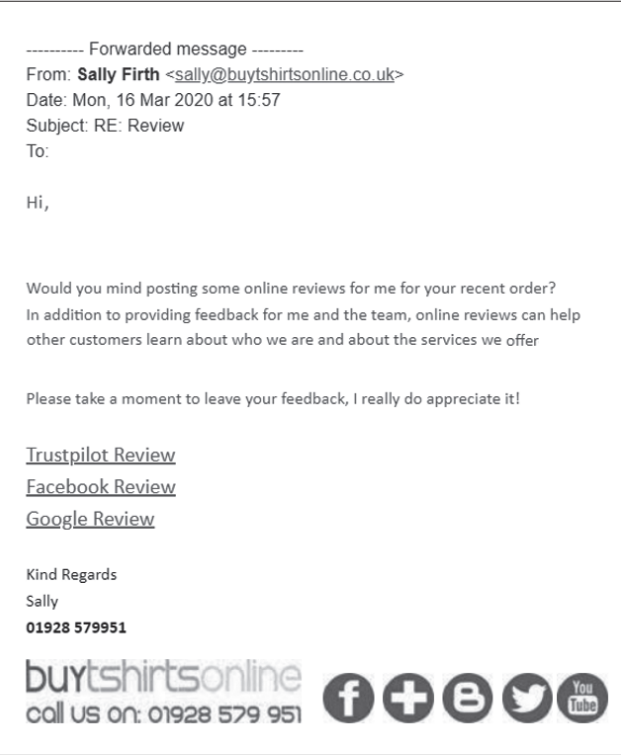 ---------- Forwarded message ---------
From: Sally Firth <sally@buytshirtsonline.co.uk>
Date: Mon, 16 Mar 2020 at 15:57
Subject: RE: Review
To:
Hi,
Would you mind posting some online reviews for me for your recent order?
In addition to providing feedback for me and the team, online reviews can help
other customers learn about who we are and about the services we offer
Please take a moment to leave your feedback, I really do appreciate it!
Trustpilot Review
Facebook Review
Google Review
Kind Regards
Sally
01928 579951
buytshirtsonline
call us on: 01928 579 951
You
Tube